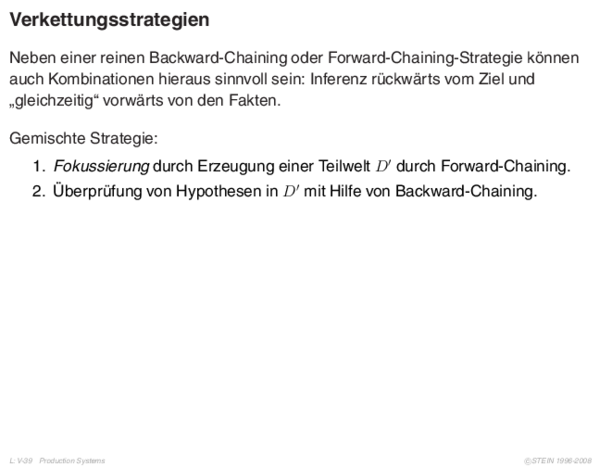 Verkettungsstrategien
Neben einer reinen Backward-Chaining oder Forward-Chaining-Strategie können
auch Kombinationen hieraus sinnvoll sein: Inferenz rückwärts vom Ziel und
„gleichzeitig“ vorwärts von den Fakten.
Gemischte Strategie:
1. Fokussierung durch Erzeugung einer Teilwelt D′ durch Forward-Chaining.
2. Überprüfung von Hypothesen in D′ mit Hilfe von Backward-Chaining.
L: V-39 Production Systems
©STEIN 1996-2008